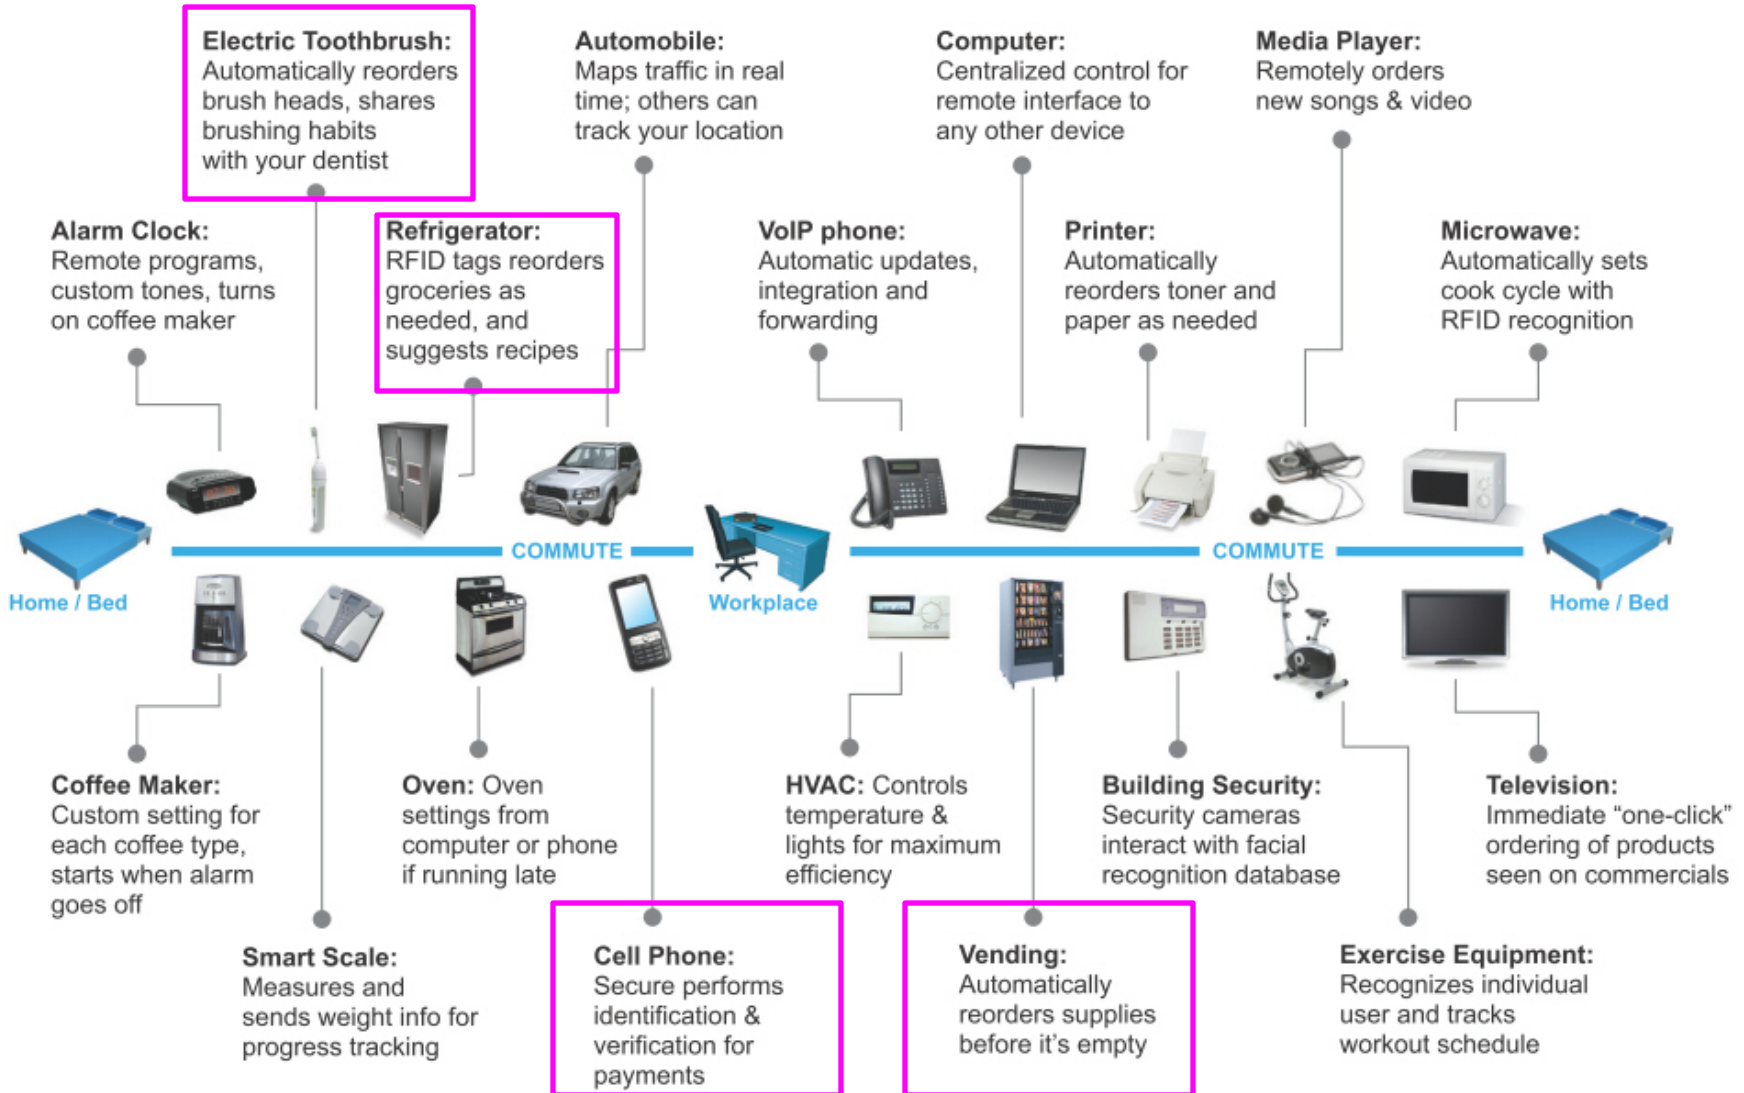 Electric Toothbrush:
Automatically reorders
brush heads, shares
brushing habits
with your dentist
Automobile:
Maps traffic in real
time; others can
track your location
Computer:
Centralized control for
remote interface to
any other device
Media Player:
Remotely orders
new songs & video
Alarm Clock:
Remote programs,
custom tones, turns
on coffee maker
Refrigerator:
RFID tags reorders
groceries as
needed, and
suggests recipes
VoIP phone:
Automatic updates,
integration and
forwarding
Printer:
Automatically
reorders toner and
paper as needed
Microwave:
Automatically sets
cook cycle with
RFID recognition
COMMUTE
COMMUTE
Home / Bed
Workplace
Home / Bed
Coffee Maker:
Custom setting for
each coffee type,
starts when alarm
goes off
Oven: Oven
settings from
computer or phone
if running late
HVAC: Controls
temperature &
lights for maximum
efficiency
Building Security:
Security cameras
interact with facial
recognition database
Television:
Immediate “one-click”
ordering of products
seen on commercials
Smart Scale:
Measures and
sends weight info for
progress tracking
Cell Phone:
Secure performs
identification &
verification for
payments
Vending:
Automatically
reorders supplies
before it’s empty
Exercise Equipment:
Recognizes individual
user and tracks
workout schedule